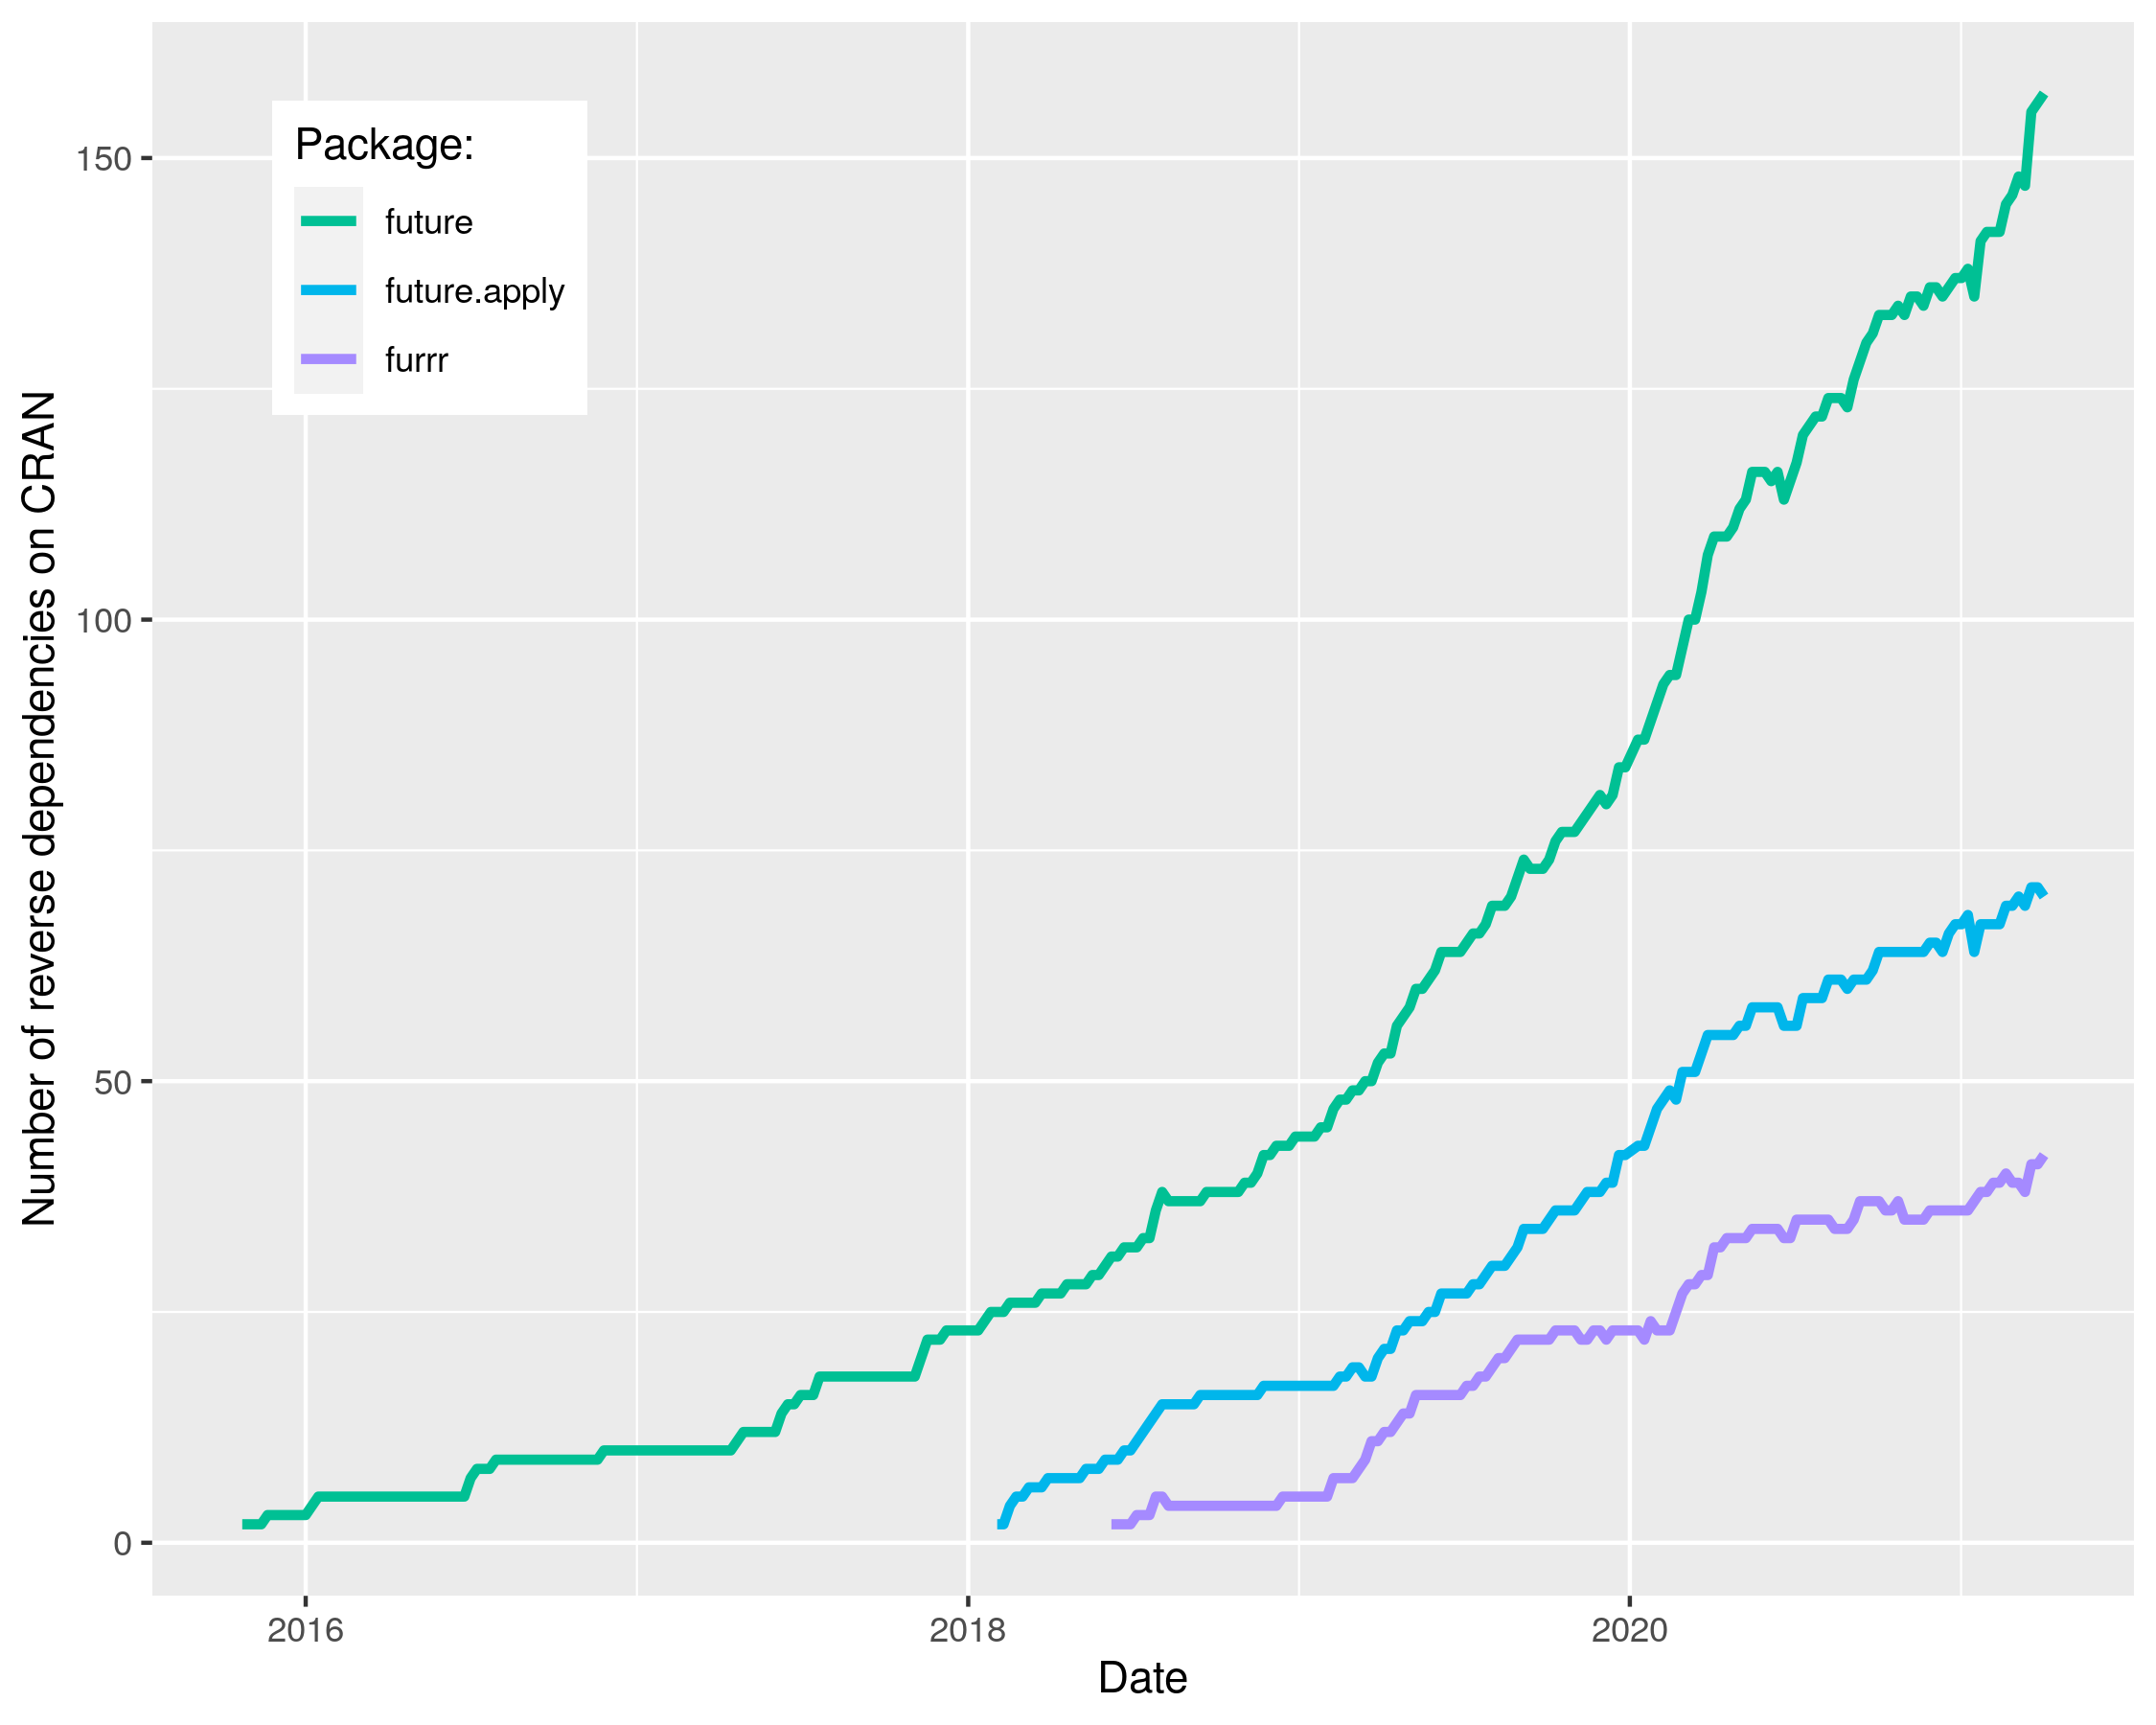 Package:
future
future.apply
furrr
Number of reverse dependencies on CRAN
150
100
50
0
2016 2018 2020
Date